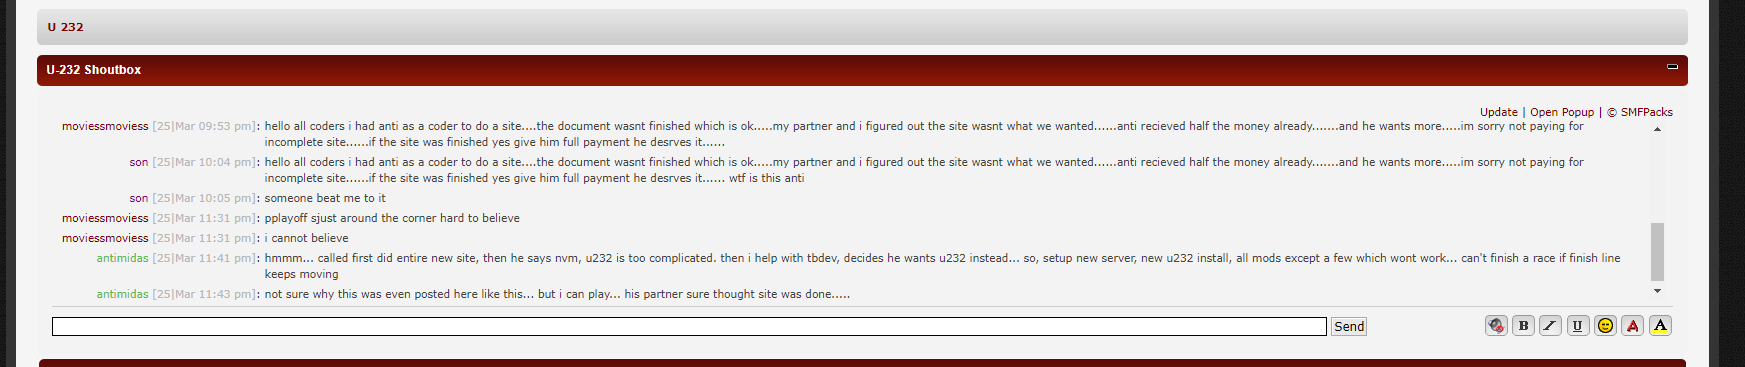 U 232
U-232 Shoutbox
Update | Open Popup | © SMFPacks
moviessmoviess [25|Mar 09:53 pm]: hello all coders i had anti as a coder to do a site....the document wasnt finished which is ok.....my partner and i figured out the site wasnt what we wanted......anti recieved half the money already.......and he wants more.....im sorry not paying for
incomplete site......if the site was finished yes give him full payment he desrves it......
son [25|Mar 10:04 pm]: hello all coders i had anti as a coder to do a site....the document wasnt finished which is ok.....my partner and i figured out the site wasnt what we wanted......anti recieved half the money already.......and he wants more.....im sorry not paying for
incomplete site......if the site was finished yes give him full payment he desrves it...... wtf is this anti
son [25|Mar 10:05 pm]: someone beat me to it
moviessmoviess [25|Mar 11:31 pm]: pplayoff sjust around the corner hard to believe
moviessmoviess [25|Mar 11:31 pm]: i cannot believe
antimidas [25|Mar 11:41 pm]: hmmm... called first did entire new site, then he says nvm, u232 is too complicated. then i help with tbdev, decides he wants u232 instead... so, setup new server, new u232 install, all mods except a few which wont work... can't finish a race if finish line
keeps moving
antimidas [25|Mar 11:43 pm]: not sure why this was even posted here like this... but i can play... his partner sure thought site was done.....
Send B I U A A